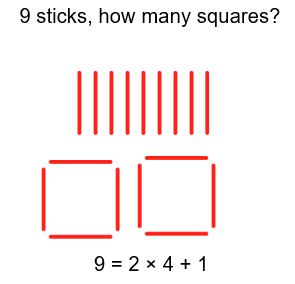 9 sticks, how many squares?
9 = 2 × 4 + 1